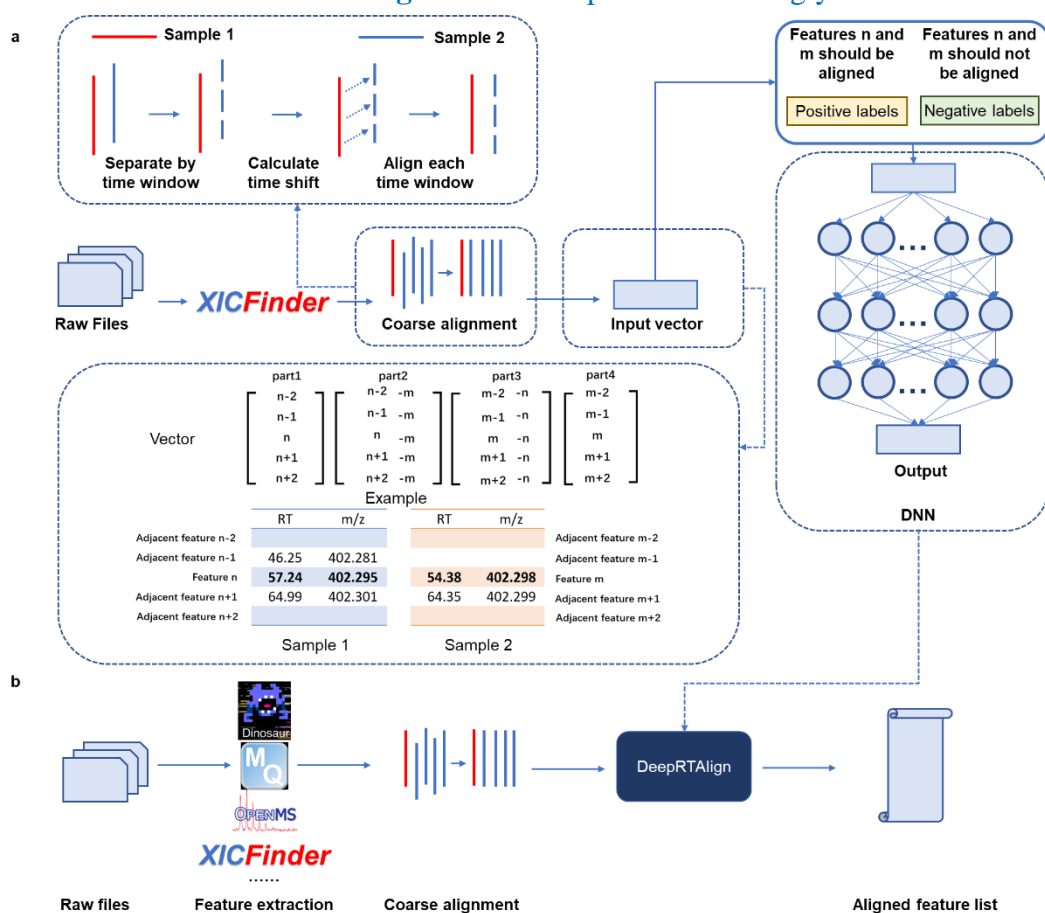 a
Sample 1
Sample 2
Separate by
time window
Calculate
time shift
Align each
time window
Features n and
m should be
aligned
Features n and
m should not
be aligned
Positive labels
Negative labels
Raw Files
XICFinder
Coarse alignment
Input vector
...
...
...
Output
DNN
part1
part2
part3
part4
Vector
n-2
n-1
n
n+1
n+2
n-2 -m
n-1 -m
n -m
n+1 -m
n+2 -m
m-2 -n
m-1 -n
m -n
m+1 -n
m+2 -n
m-2
m-1
m
m+1
m+2
Example
RT m/z RT m/z
Adjacent feature n-2 Adjacent feature m-2
Adjacent feature n-1 46.25 402.281 Adjacent feature m-1
Feature n 57.24 402.295 54.38 402.298 Feature m
Adjacent feature n+1 64.99 402.301 64.35 402.299 Adjacent feature m+1
Adjacent feature n+2 Adjacent feature m+2
Sample 1 Sample 2
b
Dinosaur
MQ
OPENMS
XICFinder
......
DeepRTAlign
Raw files
Feature extraction
Coarse alignment
Aligned feature list